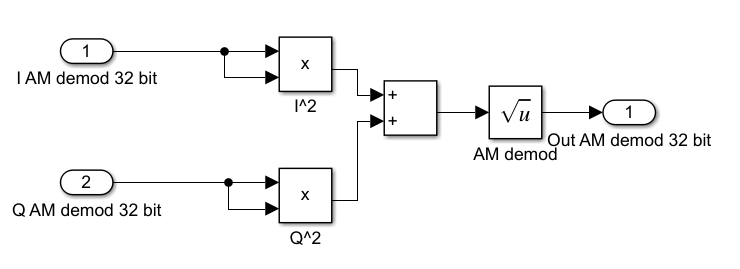 1
I AM demod 32 bit
x
I^2
+
+
√u
AM demod
1
Out AM demod 32 bit
2
Q AM demod 32 bit
x
Q^2